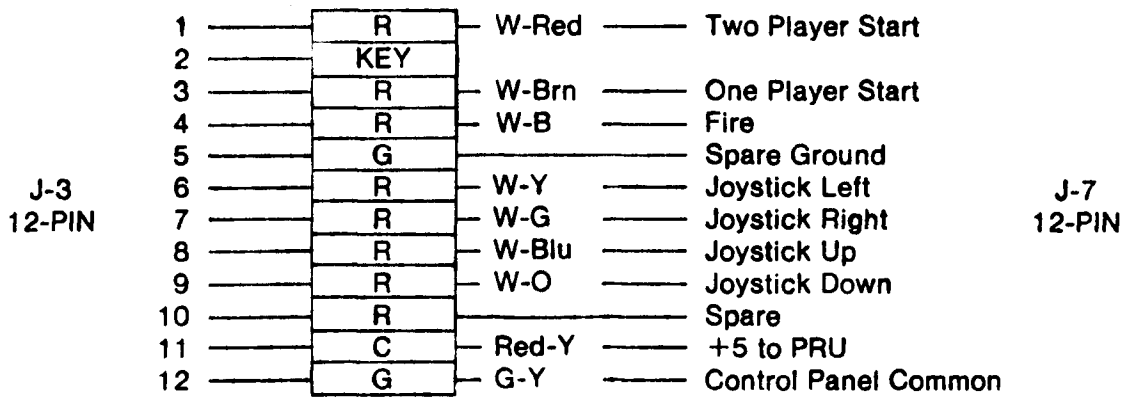 1 R W-Red Two Player Start
2 KEY
3 R W-Brn One Player Start
4 R W-B Fire
5 G Spare Ground
6 R W-Y Joystick Left
7 R W-G Joystick Right
8 R W-Blu Joystick Up
9 R W-O Joystick Down
10 R Spare
11 C Red-Y +5 to PRU
12 G G-Y Control Panel Common
J-3
12-PIN
J-7
12-PIN